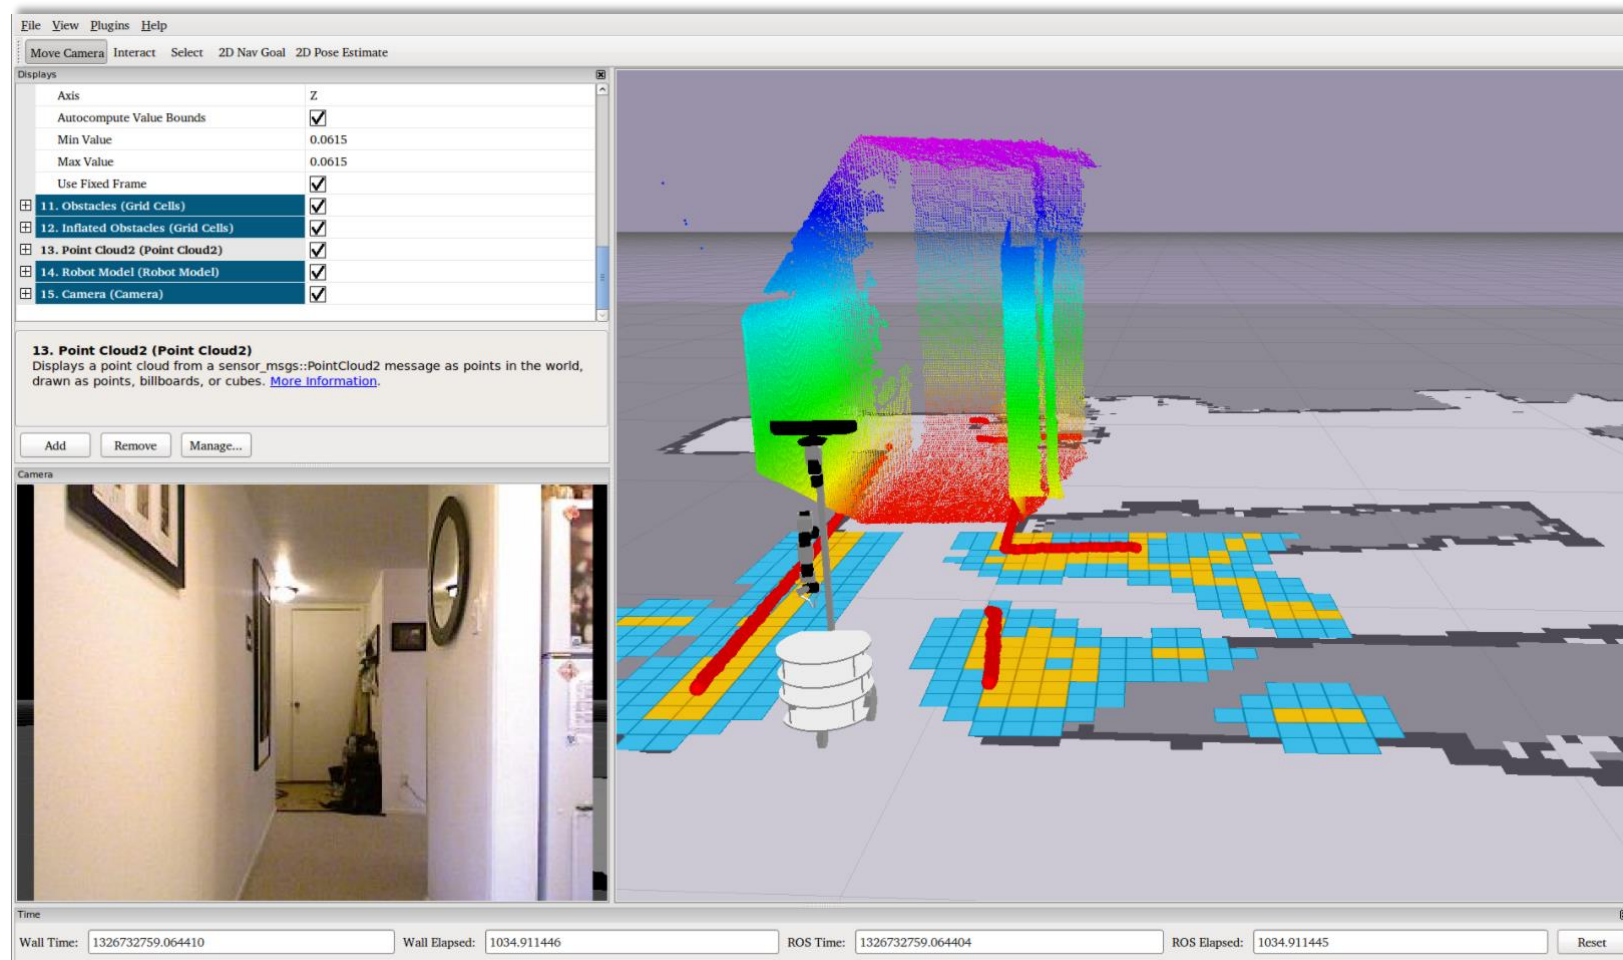 File View Plugins Help
Move Camera Interact Select 2D Nav Goal 2D Pose Estimate
Displays
Axis Z
Autocompute Value Bounds
Min Value 0.0615
Max Value 0.0615
Use Fixed Frame
11. Obstacles (Grid Cells)
12. Inflated Obstacles (Grid Cells)
13. Point Cloud2 (Point Cloud2)
14. Robot Model (Robot Model)
15. Camera (Camera)
13. Point Cloud2 (Point Cloud2)
Displays a point cloud from a sensor_msgs::PointCloud2 message as points in the world,
drawn as points, billboards, or cubes. More Information.
Add Remove Manage...
Camera
Time
Wall Time: 1326732759.064410 Wall Elapsed: 1034.911446 ROS Time: 1326732759.064404 ROS Elapsed: 1034.911445 Reset